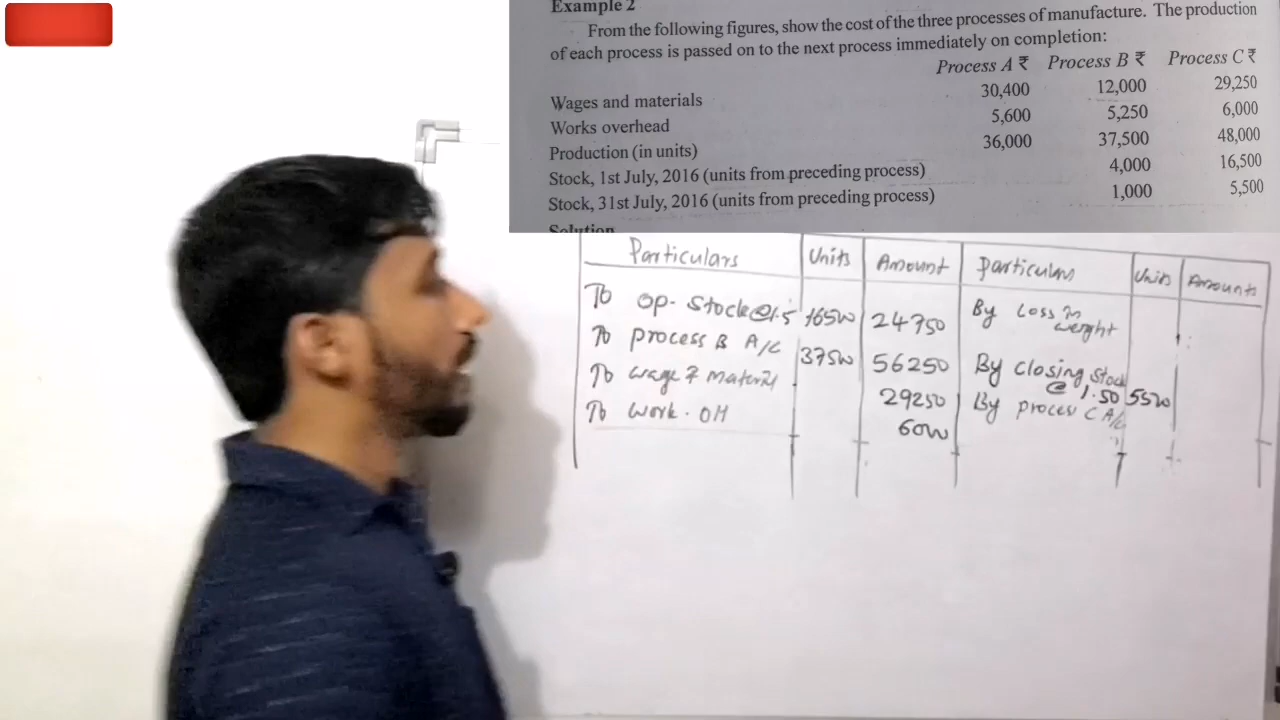 Example 2
From the following figures, show the cost of the three processes of manufacture. The production
of each process is passed on to the next process immediately on completion:
Process A ₹ Process B ₹ Process C ₹
Wages and materials 30,400 12,000 29,250
Works overhead 5,600 5,250 6,000
Production (in units) 36,000 37,500 48,000
Stock, 1st July, 2016 (units from preceding process) 4,000 16,500
Stock, 31st July, 2016 (units from preceding process) 1,000 5,500
Solution
Particulars Units Amount Particulars Units Amounts
To Op. Stock @1.5 16500 24750 By Loss in weight
To process B A/C 37500 56250 By closing stock @ 1.50 5500
To wage & material 29250 By process C A/C
To work. OH 6000